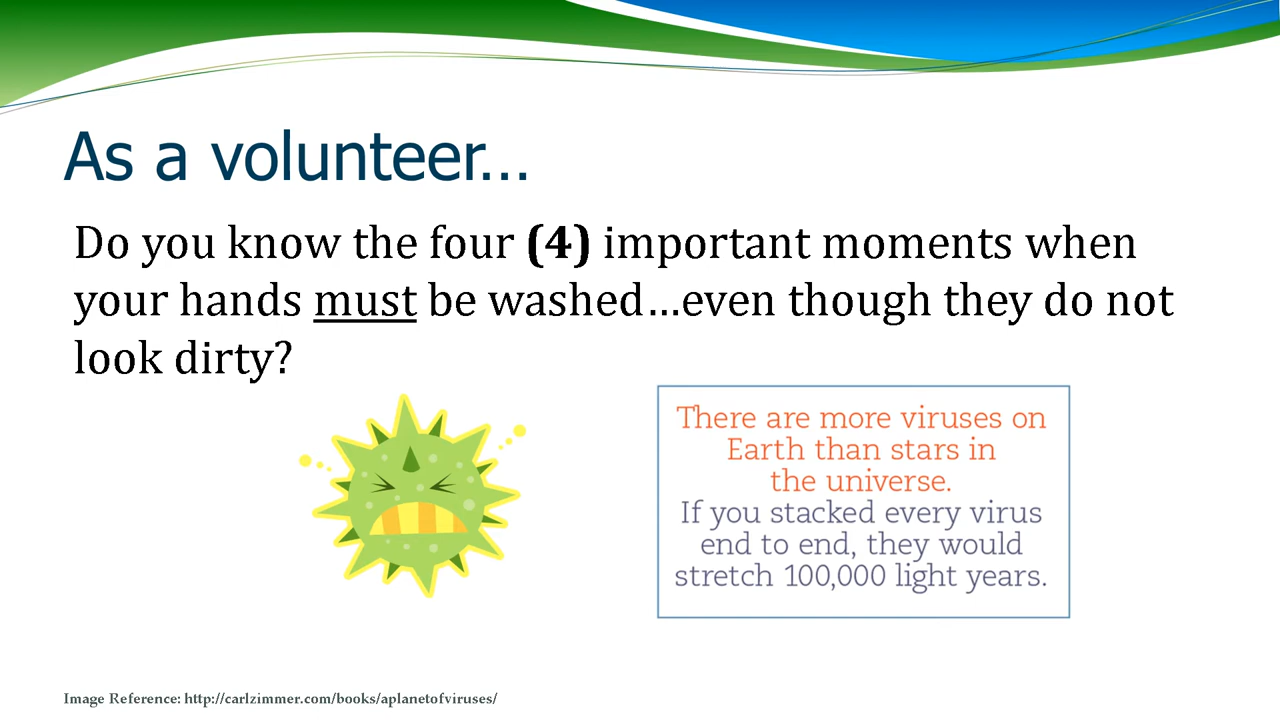 As a volunteer…
Do you know the four (4) important moments when
your hands must be washed…even though they do not
look dirty?
There are more viruses on
Earth than stars in
the universe.
If you stacked every virus
end to end, they would
stretch 100,000 light years.
Image Reference: http://carlzimmer.com/books/aplanetofviruses/